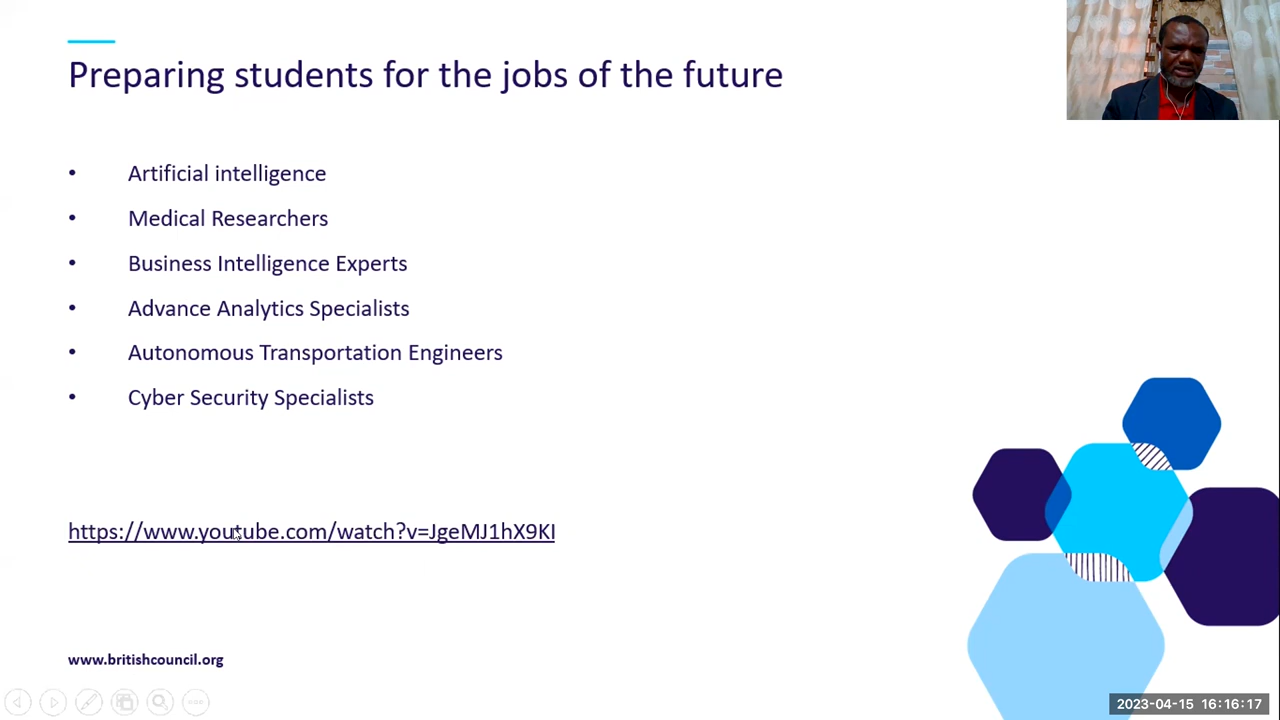 Preparing students for the jobs of the future
• Artificial intelligence
• Medical Researchers
• Business Intelligence Experts
• Advance Analytics Specialists
• Autonomous Transportation Engineers
• Cyber Security Specialists
https://www.youtube.com/watch?v=JgeMJ1hX9KI
www.britishcouncil.org
2023-04-15 16:16:17